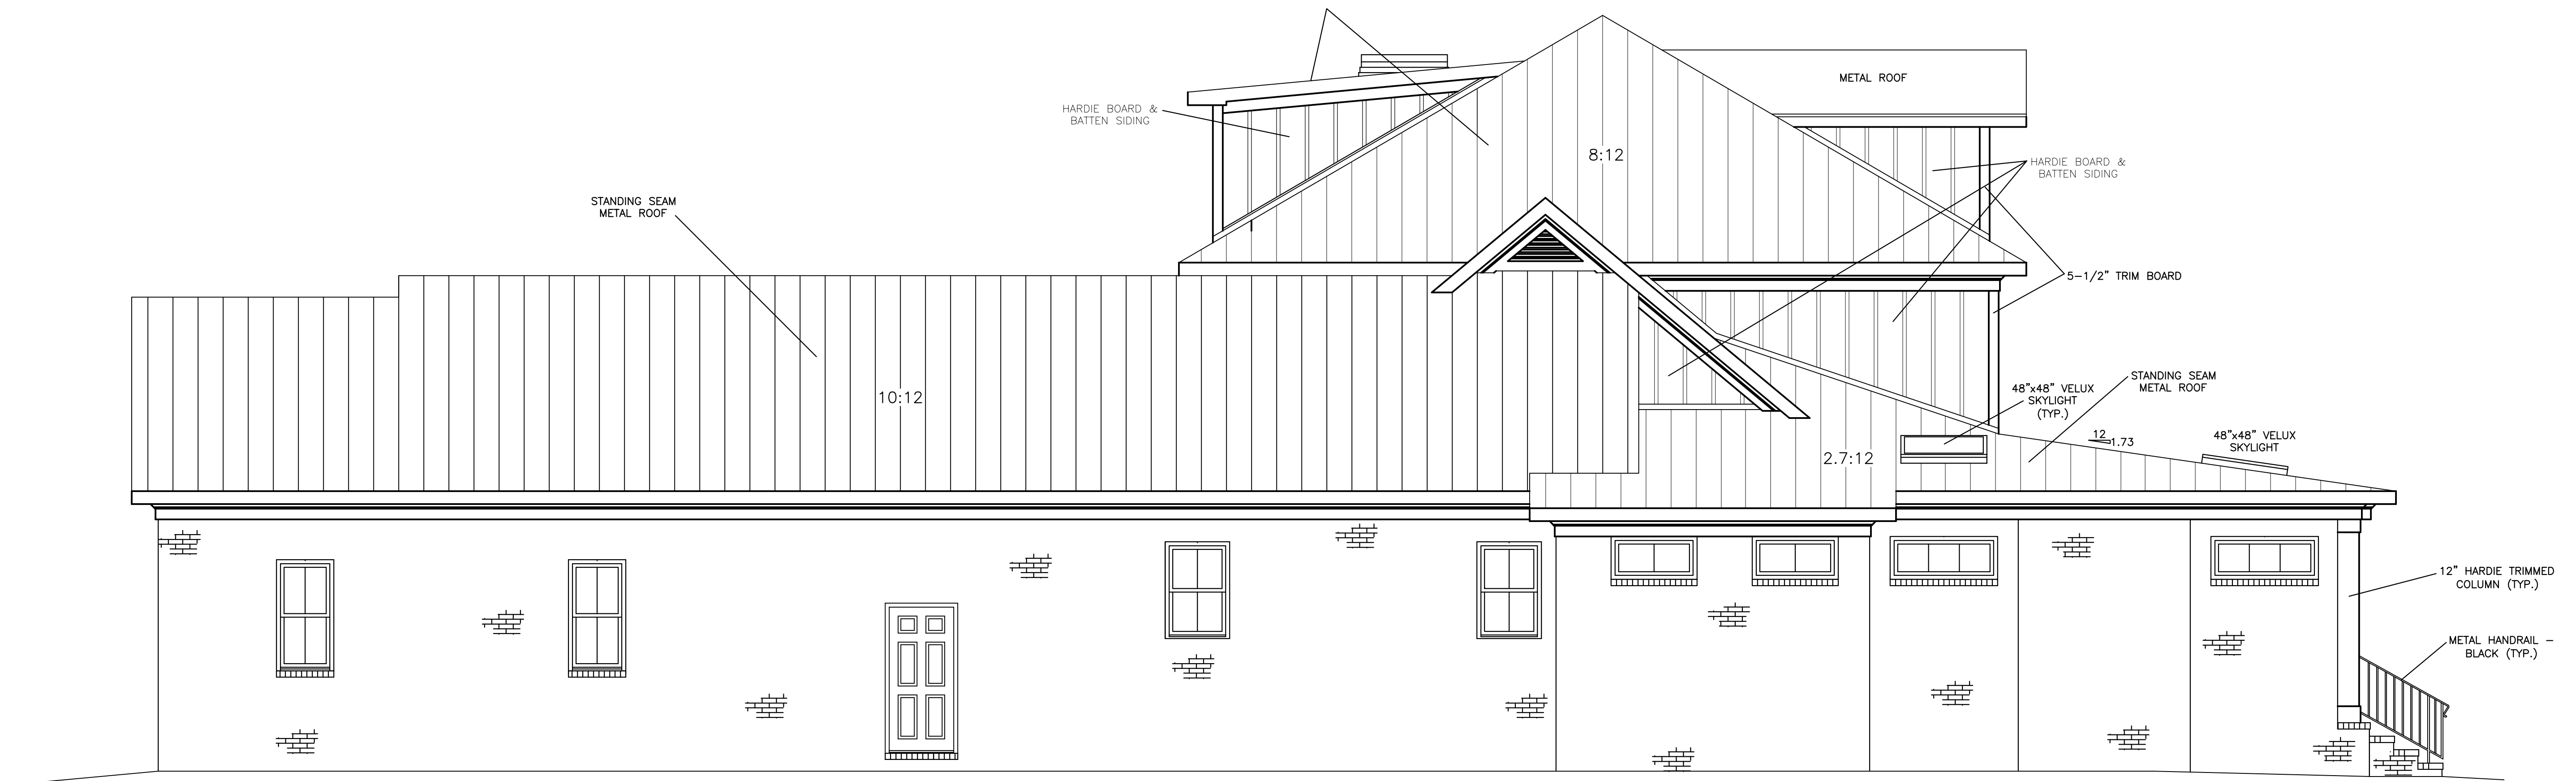 METAL ROOF
HARDIE BOARD &
BATTEN SIDING
8:12
HARDIE BOARD &
BATTEN SIDING
STANDING SEAM
METAL ROOF
5-1/2" TRIM BOARD
10:12
STANDING SEAM
METAL ROOF
48"x48" VELUX
SKYLIGHT
(TYP.)
12
1.73
48"x48" VELUX
SKYLIGHT
2.7:12
12" HARDIE TRIMMED
COLUMN (TYP.)
METAL HANDRAIL –
BLACK (TYP.)